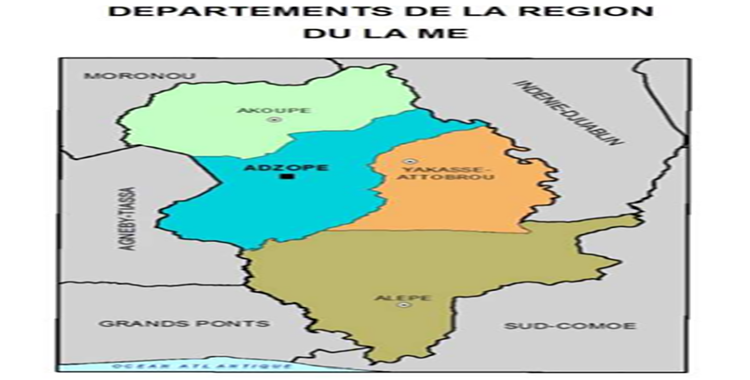 DEPARTEMENTS DE LA REGION
DU LA ME
MORONOU
INDENIE-DJUABLIN
AKOUPE
ADZOPE
YAKASSE-
ATTOBROU
AGNEBY-TIASSA
ALEPE
GRANDS PONTS
SUD-COMOE
OCEAN ATLANTIQUE